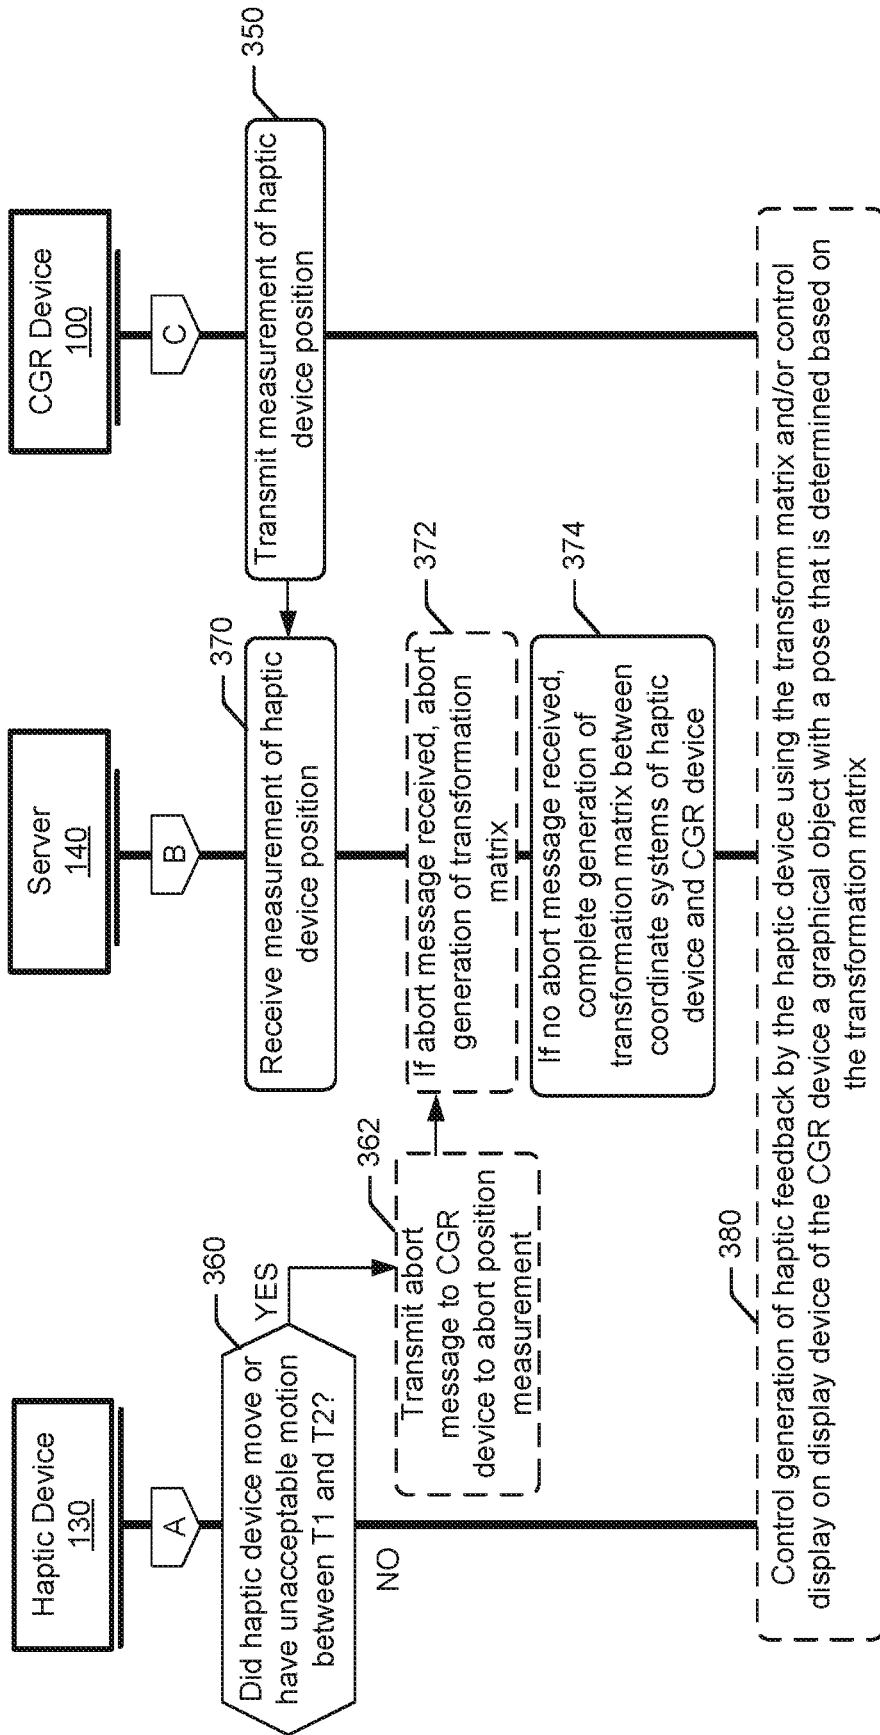 Haptic Device
130
A
Did haptic device move or
have unacceptable motion
between T1 and T2?
360
YES
NO
362
Transmit abort
message to CGR
device to abort position
measurement
Server
140
B
370
Receive measurement of haptic
device position
372
If abort message received, abort
generation of transformation
matrix
374
If no abort message received,
complete generation of
transformation matrix between
coordinate systems of haptic
device and CGR device
CGR Device
100
C
350
Transmit measurement of haptic
device position
380
Control generation of haptic feedback by the haptic device using the transform matrix and/or control
display on display device of the CGR device a graphical object with a pose that is determined based on
the transformation matrix